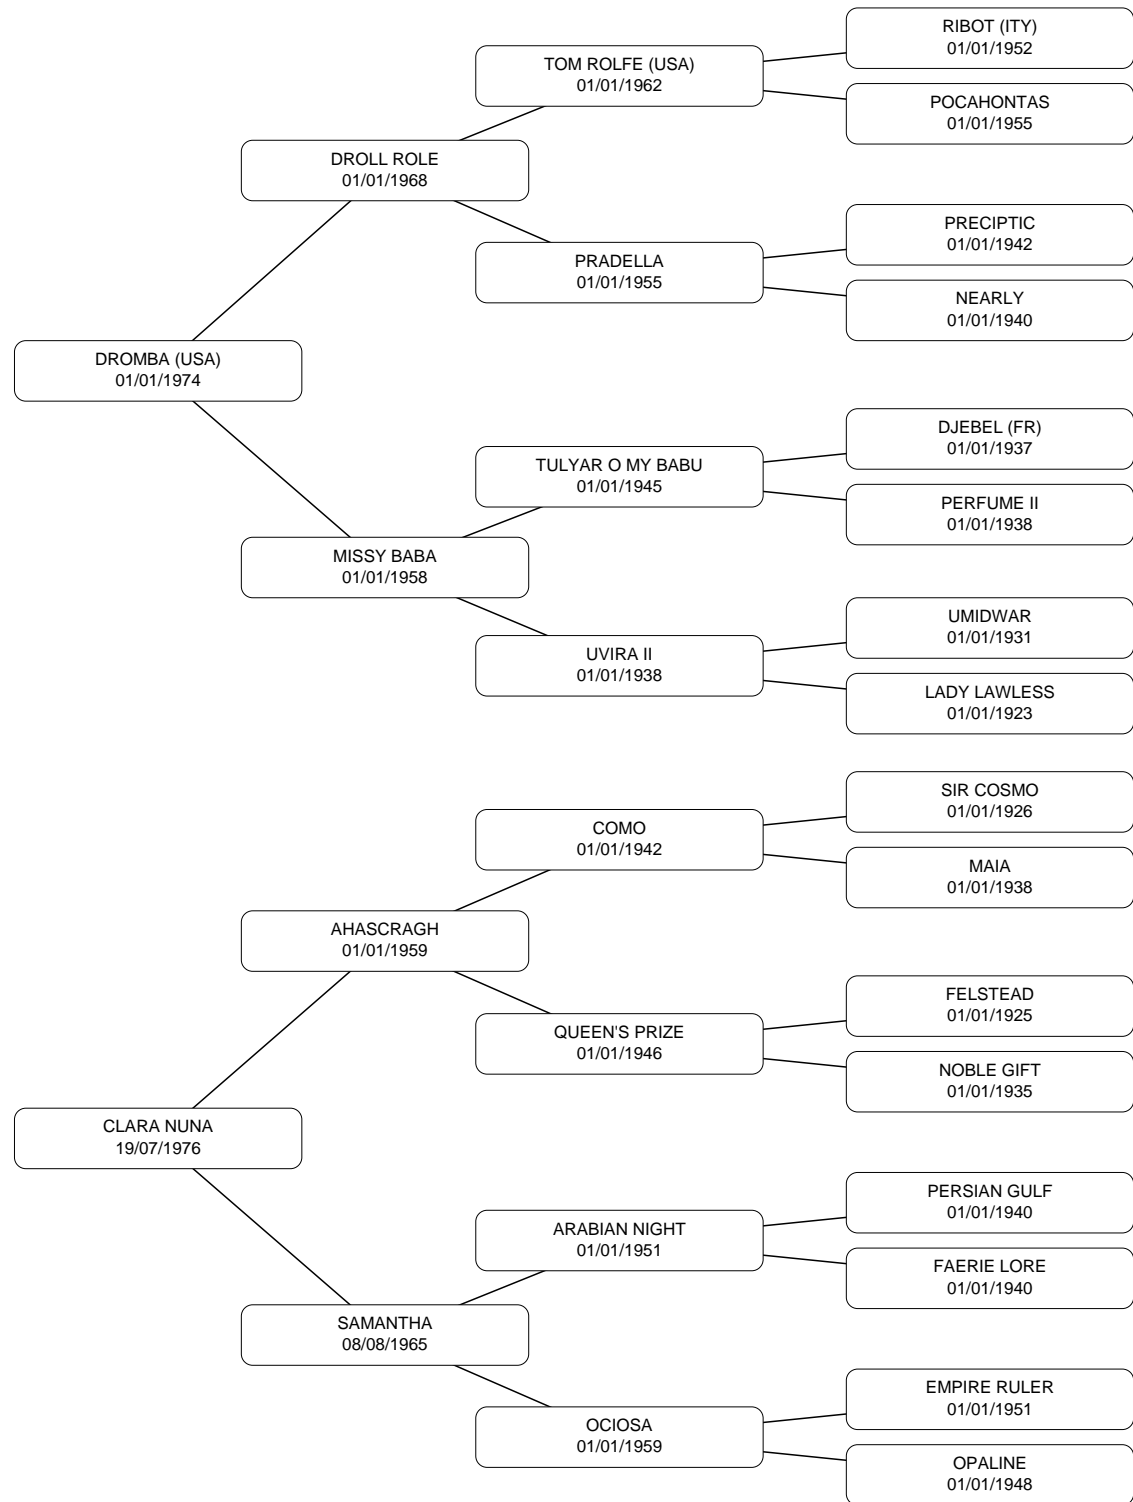 RIBOT (ITY)
01/01/1952
TOM ROLFE (USA)
01/01/1962
POCAHONTAS
01/01/1955
DROLL ROLE
01/01/1968
PRECIPTIC
01/01/1942
PRADELLA
01/01/1955
NEARLY
01/01/1940
DROMBA (USA)
01/01/1974
DJEBEL (FR)
01/01/1937
TULYAR O MY BABU
01/01/1945
PERFUME II
01/01/1938
MISSY BABA
01/01/1958
UMIDWAR
01/01/1931
UVIRA II
01/01/1938
LADY LAWLESS
01/01/1923
SIR COSMO
01/01/1926
COMO
01/01/1942
MAIA
01/01/1938
AHASCRAGH
01/01/1959
FELSTEAD
01/01/1925
QUEEN'S PRIZE
01/01/1946
NOBLE GIFT
01/01/1935
CLARA NUNA
19/07/1976
PERSIAN GULF
01/01/1940
ARABIAN NIGHT
01/01/1951
FAERIE LORE
01/01/1940
SAMANTHA
08/08/1965
EMPIRE RULER
01/01/1951
OCIOSA
01/01/1959
OPALINE
01/01/1948